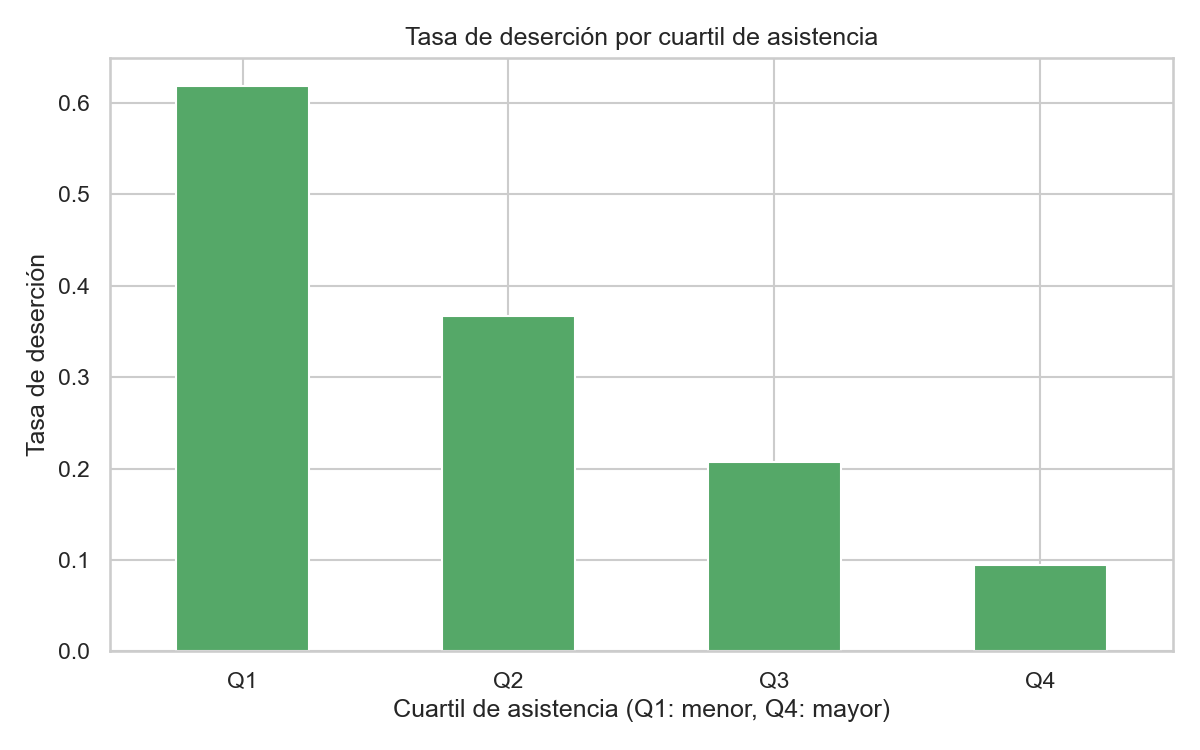 Tasa de deserción por cuartil de asistencia
Tasa de deserción
0.6
0.5
0.4
0.3
0.2
0.1
0.0
Q1 Q2 Q3 Q4
Cuartil de asistencia (Q1: menor, Q4: mayor)